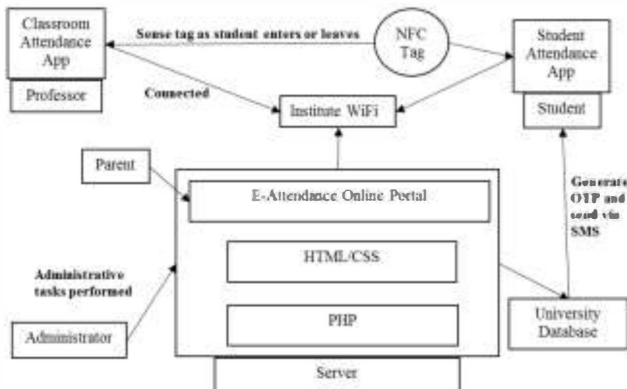 Classroom
Attendance
App
Professor
Sense tag as student enters or leaves
NFC
Tag
Student
Attendance
App
Student
Connected
Institute WiFi
Parent
E-Attendance Online Portal
Generate
OTP and
send via
SMS
HTML/CSS
Administrative
tasks performed
PHP
University
Database
Administrator
Server